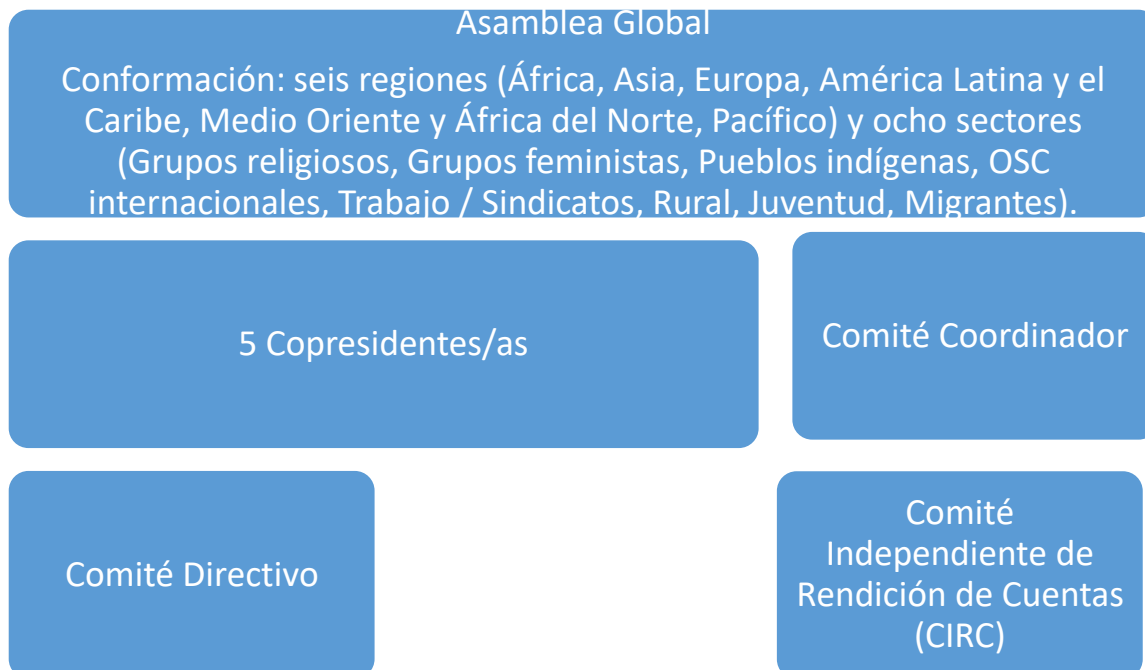 Asamblea Global
Conformación: seis regiones (África, Asia, Europa, América Latina y el
Caribe, Medio Oriente y África del Norte, Pacífico) y ocho sectores
(Grupos religiosos, Grupos feministas, Pueblos indígenas, OSC
internacionales, Trabajo / Sindicatos, Rural, Juventud, Migrantes).
5 Copresidentes/as
Comité Coordinador
Comité Directivo
Comité
Independiente de
Rendición de Cuentas
(CIRC)